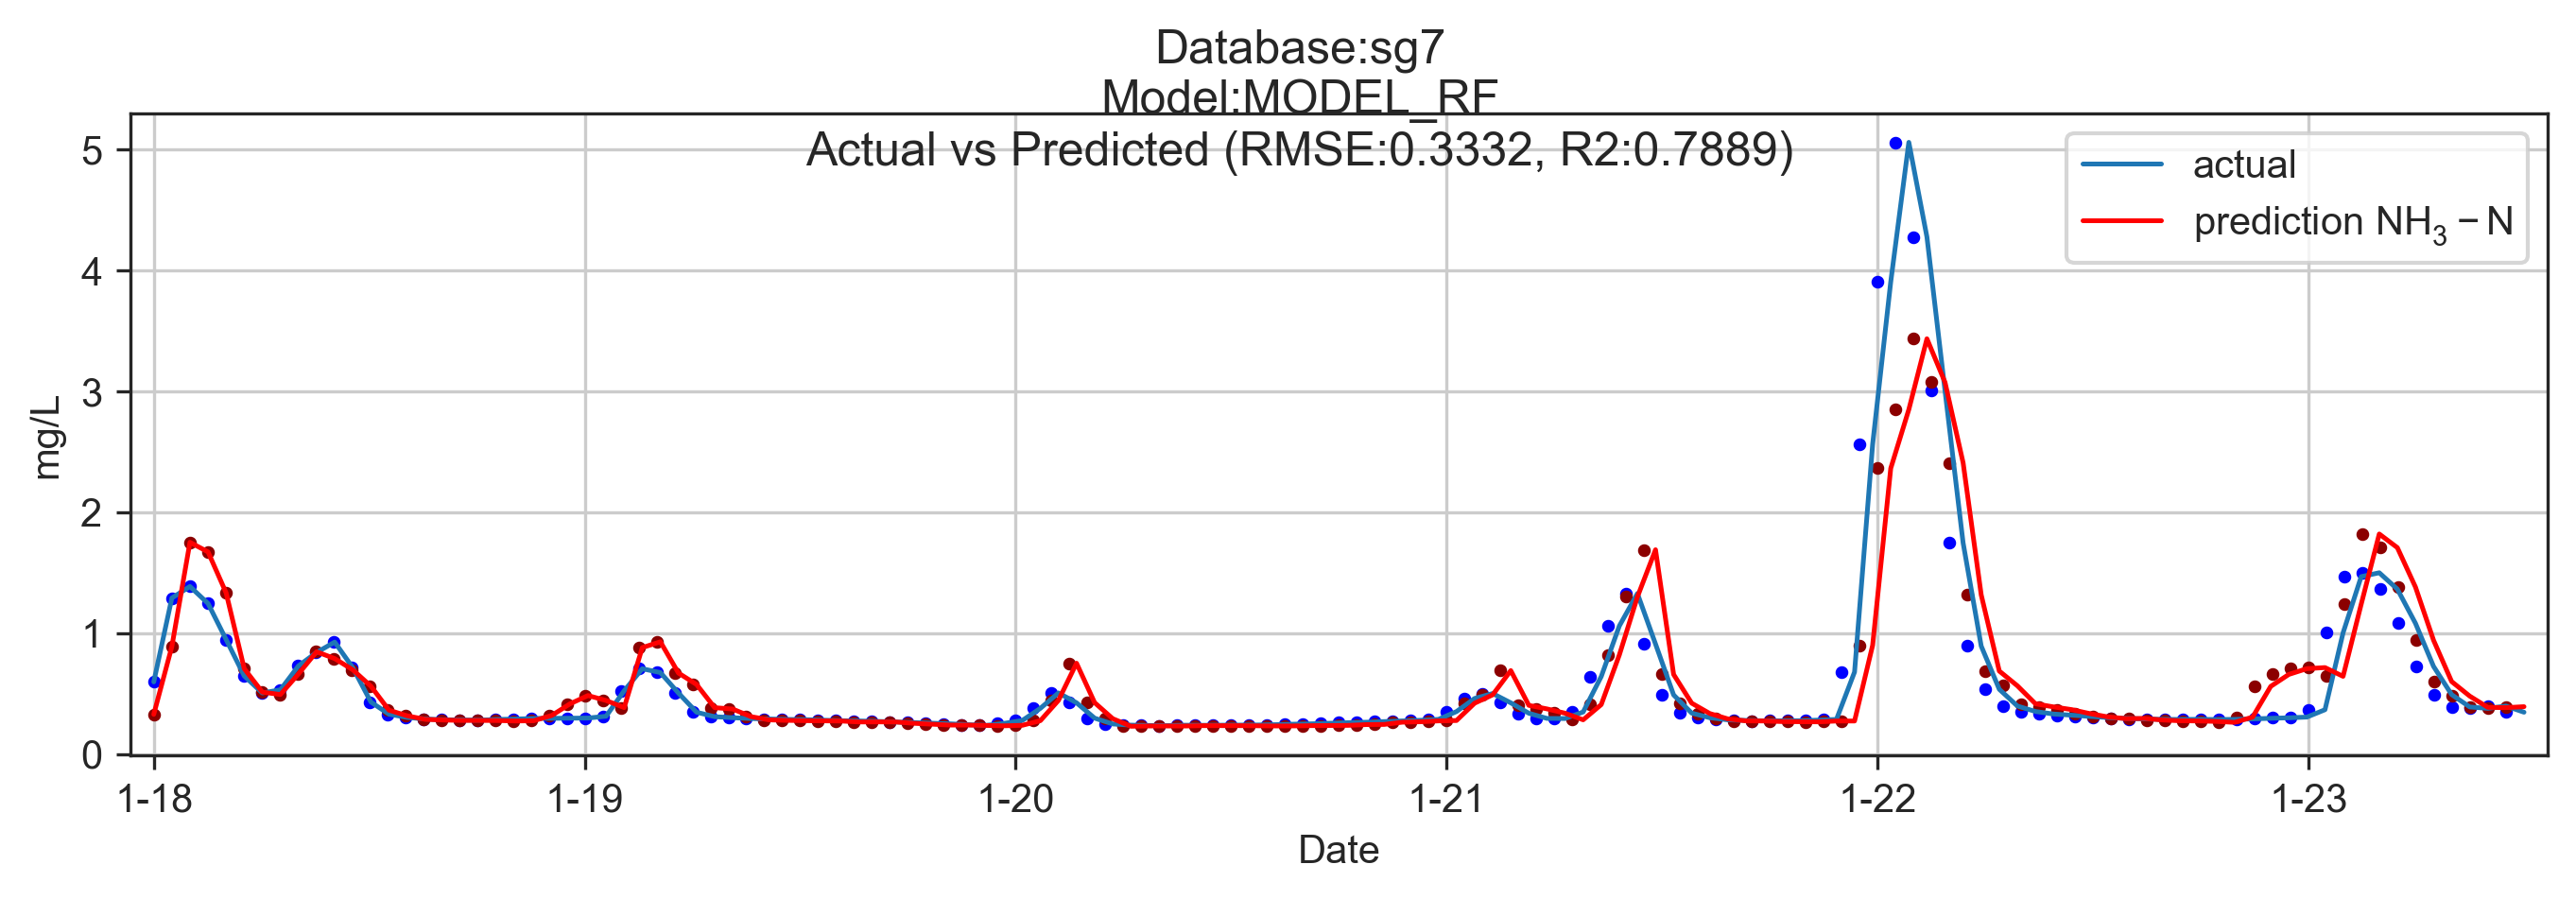 Database:sg7
Model:MODEL_RF
Actual vs Predicted (RMSE:0.3332, R2:0.7889)
actual
prediction NH₃ − N
5
4
3
2
1
0
mg/L
1-18 1-19 1-20 1-21 1-22 1-23
Date